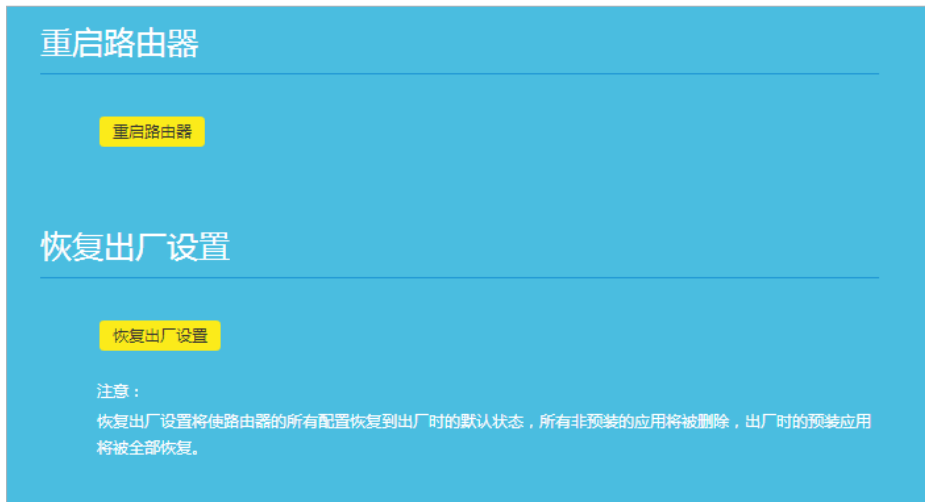 重启路由器
重启路由器
恢复出厂设置
恢复出厂设置
注意：
恢复出厂设置将使路由器的所有配置恢复到出厂时的默认状态，所有非预装的应用将被删除，出厂时的预装应用
将被全部恢复。